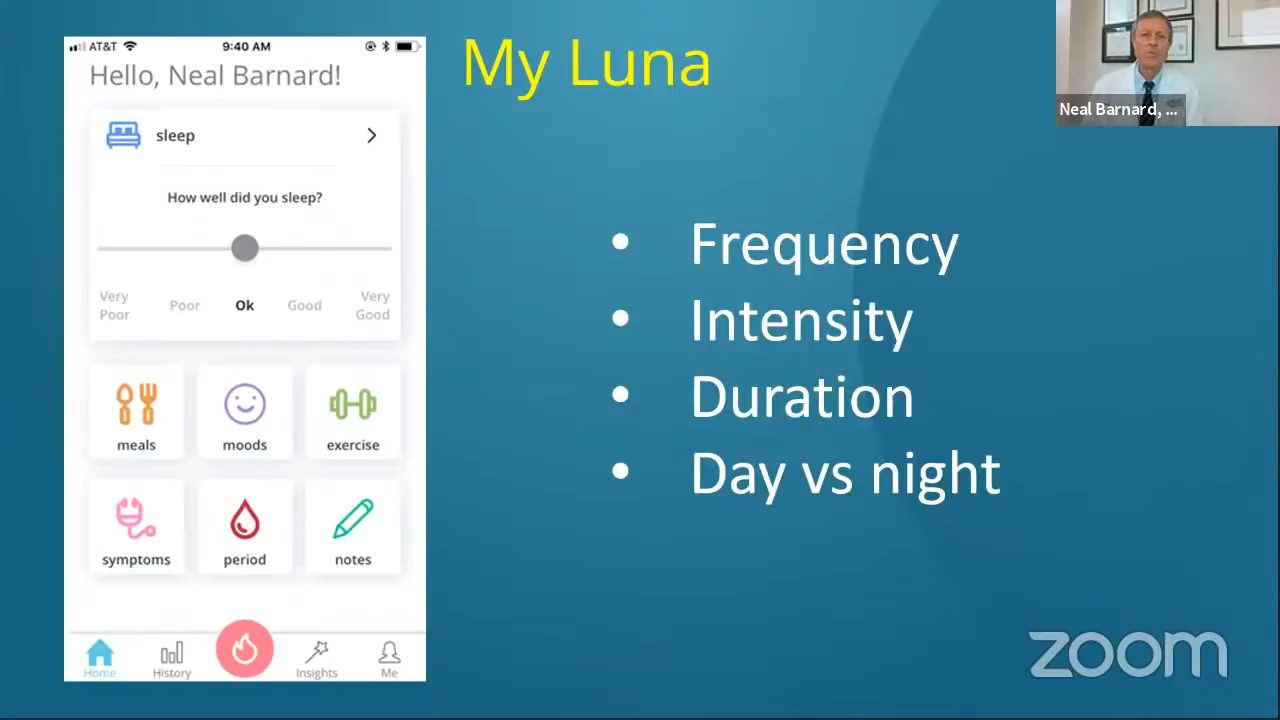 AT&T
9:40 AM
Hello, Neal Barnard!
sleep
How well did you sleep?
Very Poor
Poor
Ok
Good
Very Good
meals
moods
exercise
symptoms
period
notes
Home
History
Insights
Me
My Luna
• Frequency
• Intensity
• Duration
• Day vs night
Neal Barnard, ...
zoom